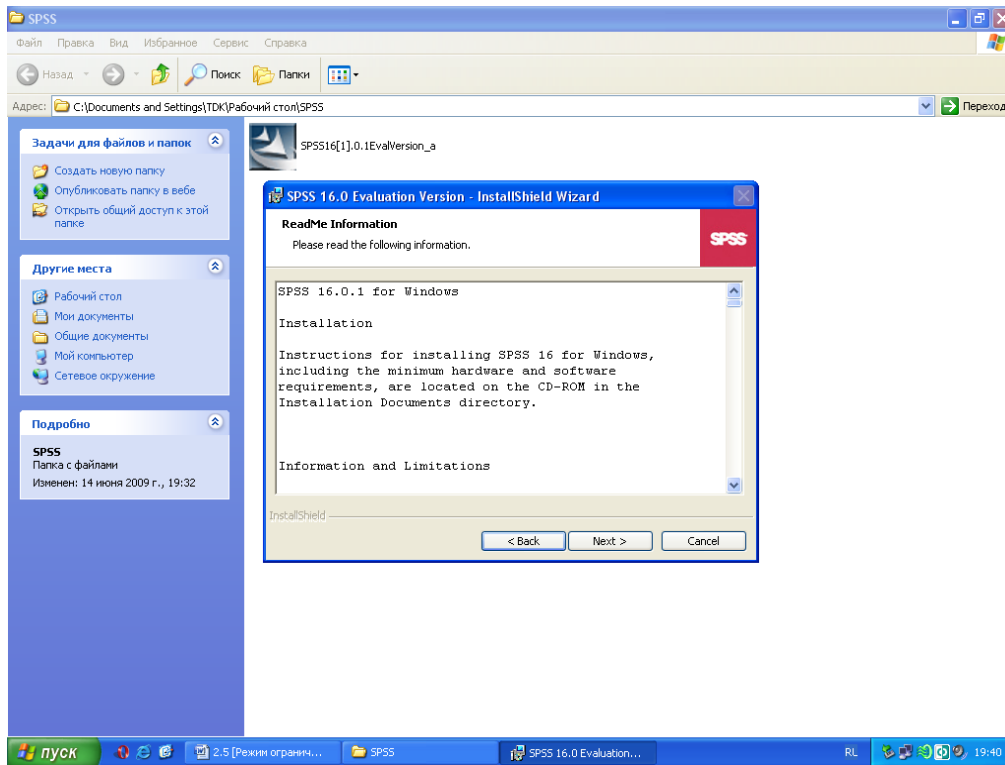 SPSS
Файл Правка Вид Избранное Сервис Справка
Назад Поиск Папки
Адрес: C:\Documents and Settings\TDK\Рабочий стол\SPSS Переход
Задачи для файлов и папок
Создать новую папку
Опубликовать папку в вебе
Открыть общий доступ к этой
папке
Другие места
Рабочий стол
Мои документы
Общие документы
Мой компьютер
Сетевое окружение
Подробно
SPSS
Папка с файлами
Изменен: 14 июня 2009 г., 19:32
SPSS16[1].0.1EvalVersion_a
SPSS 16.0 Evaluation Version - InstallShield Wizard
ReadMe Information
Please read the following information.
SPSS
SPSS 16.0.1 for Windows
Installation
Instructions for installing SPSS 16 for Windows,
including the minimum hardware and software
requirements, are located on the CD-ROM in the
Installation Documents directory.
Information and Limitations
InstallShield
< Back Next > Cancel
пуск 2.5 [Режим огранич... SPSS SPSS 16.0 Evaluation... RL 19:40